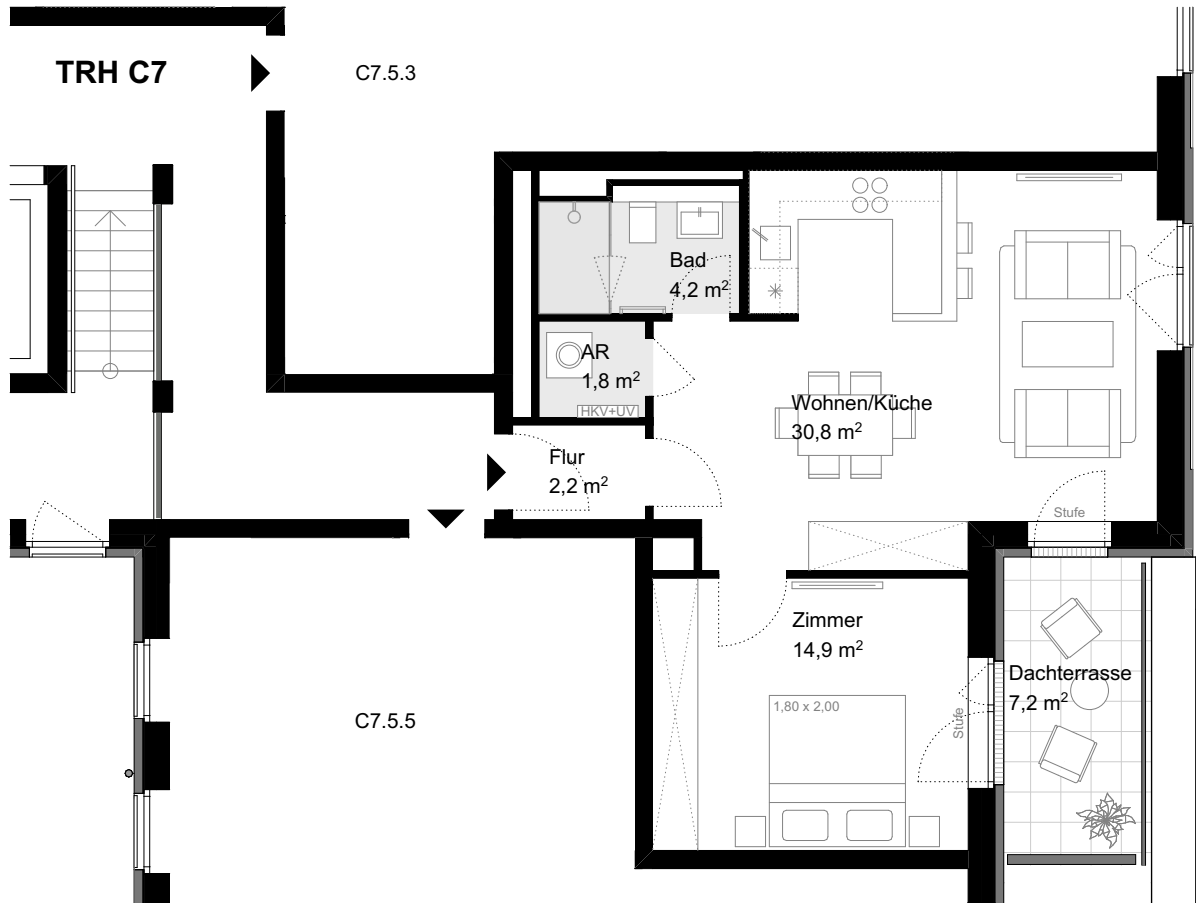 TRH C7
C7.5.3
Bad
4,2 m²
AR
1,8 m²
HKV+UV
Wohnen/Küche
30,8 m²
Flur
2,2 m²
Stufe
Zimmer
14,9 m²
Dachterrasse
7,2 m²
1,80 x 2,00
Stufe
C7.5.5